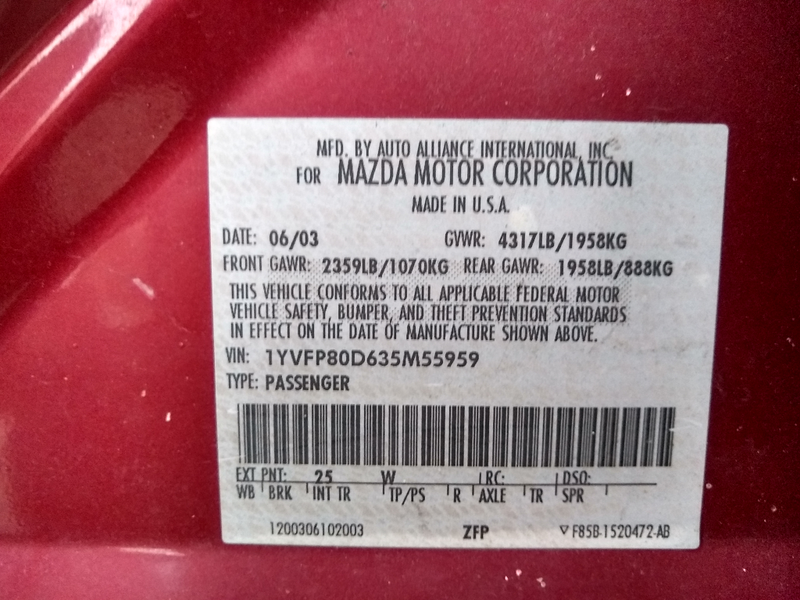 MFD. BY AUTO ALLIANCE INTERNATIONAL, INC
FOR MAZDA MOTOR CORPORATION
MADE IN U.S.A.
DATE: 06/03 GVWR: 4317LB/1958KG
FRONT GAWR: 2359LB/1070KG REAR GAWR: 1958LB/888KG
THIS VEHICLE CONFORMS TO ALL APPLICABLE FEDERAL MOTOR
VEHICLE SAFETY, BUMPER, AND THEFT PREVENTION STANDARDS
IN EFFECT ON THE DATE OF MANUFACTURE SHOWN ABOVE.
VIN: 1YVFP80D635M55959
TYPE: PASSENGER
EXT PNT: 25 W RC: DSO:
WB BRK INT TR TP/PS R AXLE TR SPR
1200306102003 ZFP F85B-1520472-AB